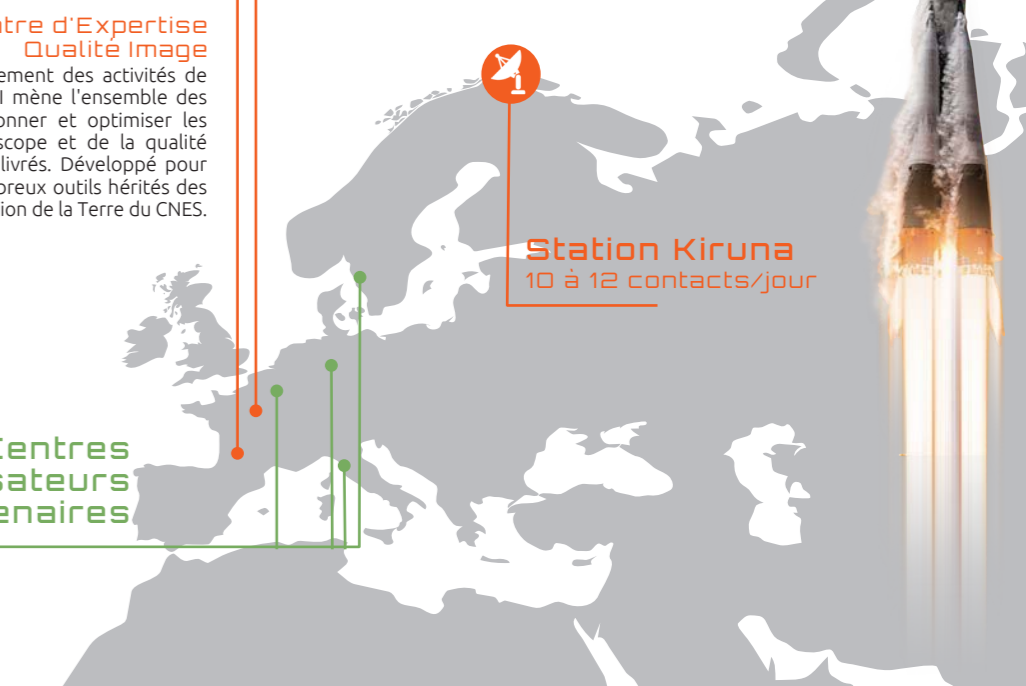 tre d'Expertise
Qualité Image
ement des activités de
I mène l'ensemble des
onner et optimiser les
scope et de la qualité
livrés. Développé pour
breux outils hérités des
ion de la Terre du CNES.
Station Kiruna
10 à 12 contacts/jour
Centres
sateurs
enaires